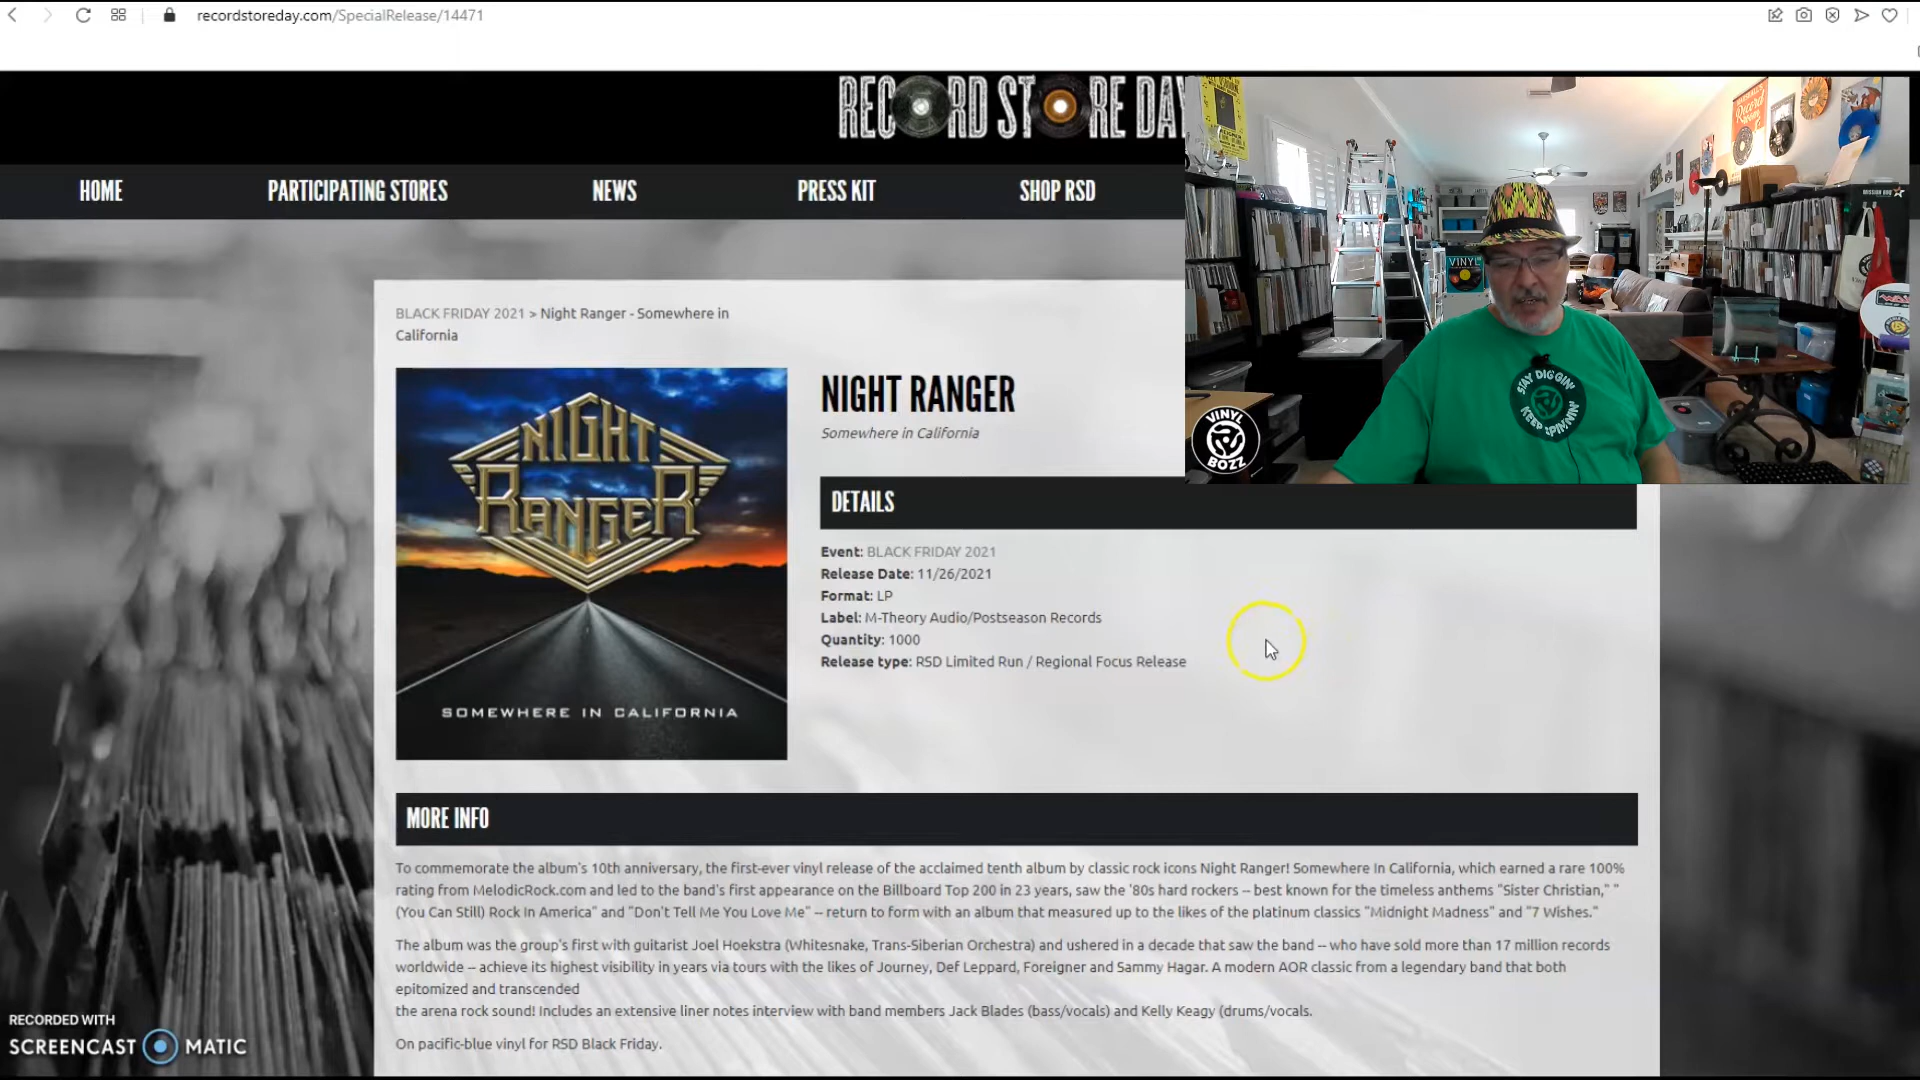 recordstoreday.com/SpecialRelease/14471
RECORD STORE DAY
HOME
PARTICIPATING STORES
NEWS
PRESS KIT
SHOP RSD
BLACK FRIDAY 2021 > Night Ranger - Somewhere in
California
NIGHT
RANGER
SOMEWHERE IN CALIFORNIA
NIGHT RANGER
Somewhere in California
DETAILS
Event: BLACK FRIDAY 2021
Release Date: 11/26/2021
Format: LP
Label: M-Theory Audio/Postseason Records
Quantity: 1000
Release type: RSD Limited Run / Regional Focus Release
VINYL
STAY DIGGIN'
KEEP SPINNIN'
VINYL
BOZZ
MORE INFO
To commemorate the album's 10th anniversary, the first-ever vinyl release of the acclaimed tenth album by classic rock icons Night Ranger! Somewhere In California, which earned a rare 100%
rating from MelodicRock.com and led to the band's first appearance on the Billboard Top 200 in 23 years, saw the '80s hard rockers -- best known for the timeless anthems "Sister Christian," "
(You Can Still) Rock In America" and "Don't Tell Me You Love Me" -- return to form with an album that measured up to the likes of the platinum classics "Midnight Madness" and "7 Wishes."
The album was the group's first with guitarist Joel Hoekstra (Whitesnake, Trans-Siberian Orchestra) and ushered in a decade that saw the band -- who have sold more than 17 million records
worldwide -- achieve its highest visibility in years via tours with the likes of Journey, Def Leppard, Foreigner and Sammy Hagar. A modern AOR classic from a legendary band that both
epitomized and transcended
the arena rock sound! Includes an extensive liner notes interview with band members Jack Blades (bass/vocals) and Kelly Keagy (drums/vocals.
On pacific-blue vinyl for RSD Black Friday.
RECORDED WITH
SCREENCAST MATIC